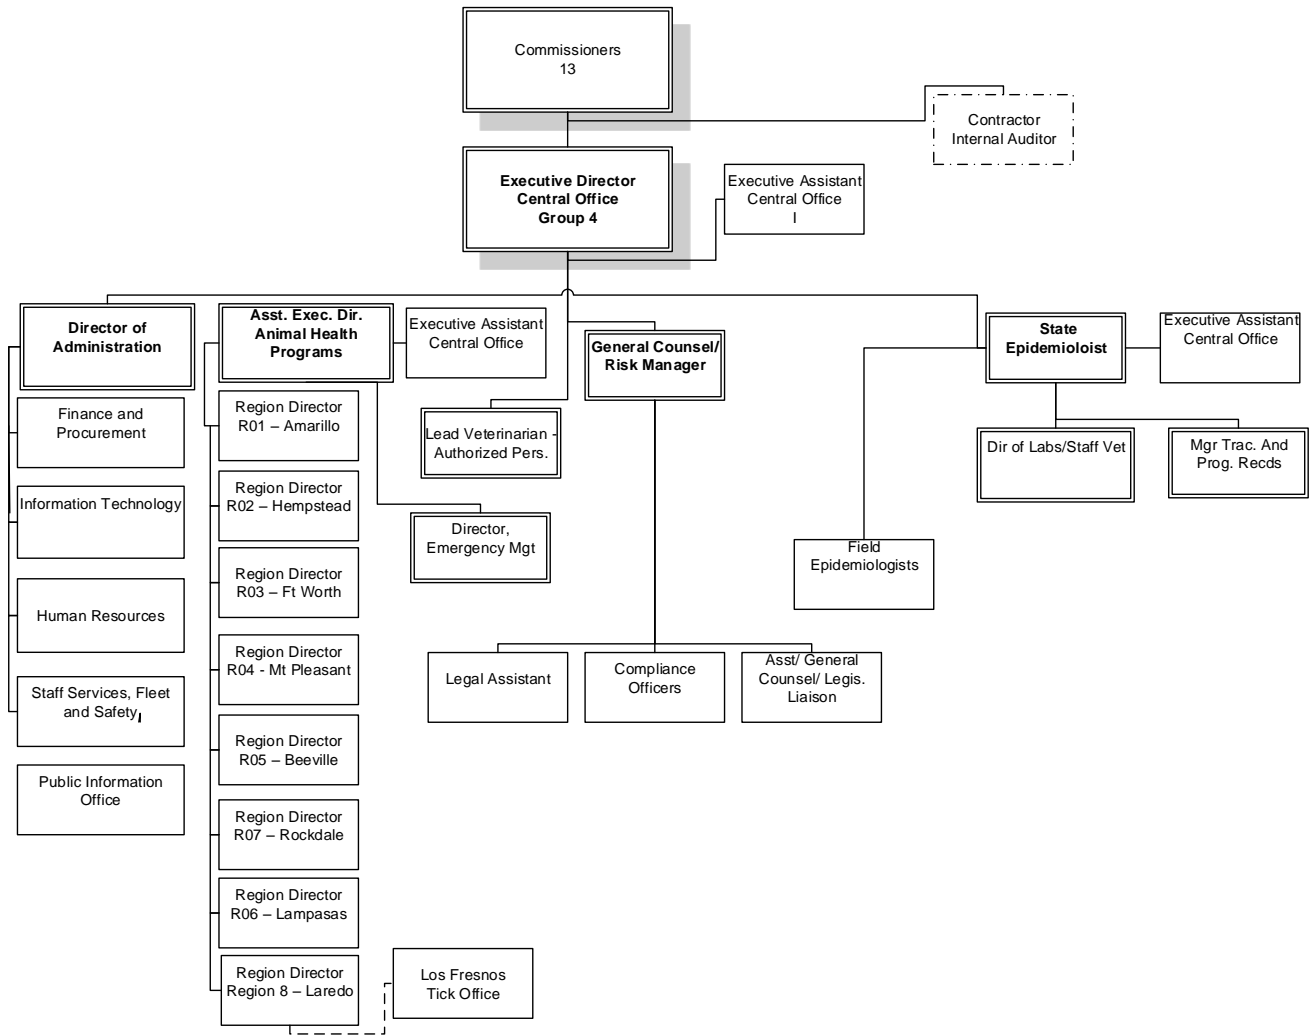 Commissioners
13
Contractor
Internal Auditor
Executive Director
Central Office
Group 4
Executive Assistant
Central Office
I
Director of
Administration
Asst. Exec. Dir.
Animal Health
Programs
Executive Assistant
Central Office
General Counsel/
Risk Manager
State
Epidemioloist
Executive Assistant
Central Office
Finance and
Procurement
Information Technology
Human Resources
Staff Services, Fleet
and Safety,
Public Information
Office
Region Director
R01 – Amarillo
Region Director
R02 – Hempstead
Region Director
R03 – Ft Worth
Region Director
R04 - Mt Pleasant
Region Director
R05 – Beeville
Region Director
R07 – Rockdale
Region Director
R06 – Lampasas
Region Director
Region 8 – Laredo
Los Fresnos
Tick Office
Lead Veterinarian -
Authorized Pers.
Director,
Emergency Mgt
Legal Assistant
Compliance
Officers
Asst/ General
Counsel/ Legis.
Liaison
Field
Epidemiologists
Dir of Labs/Staff Vet
Mgr Trac. And
Prog. Recds